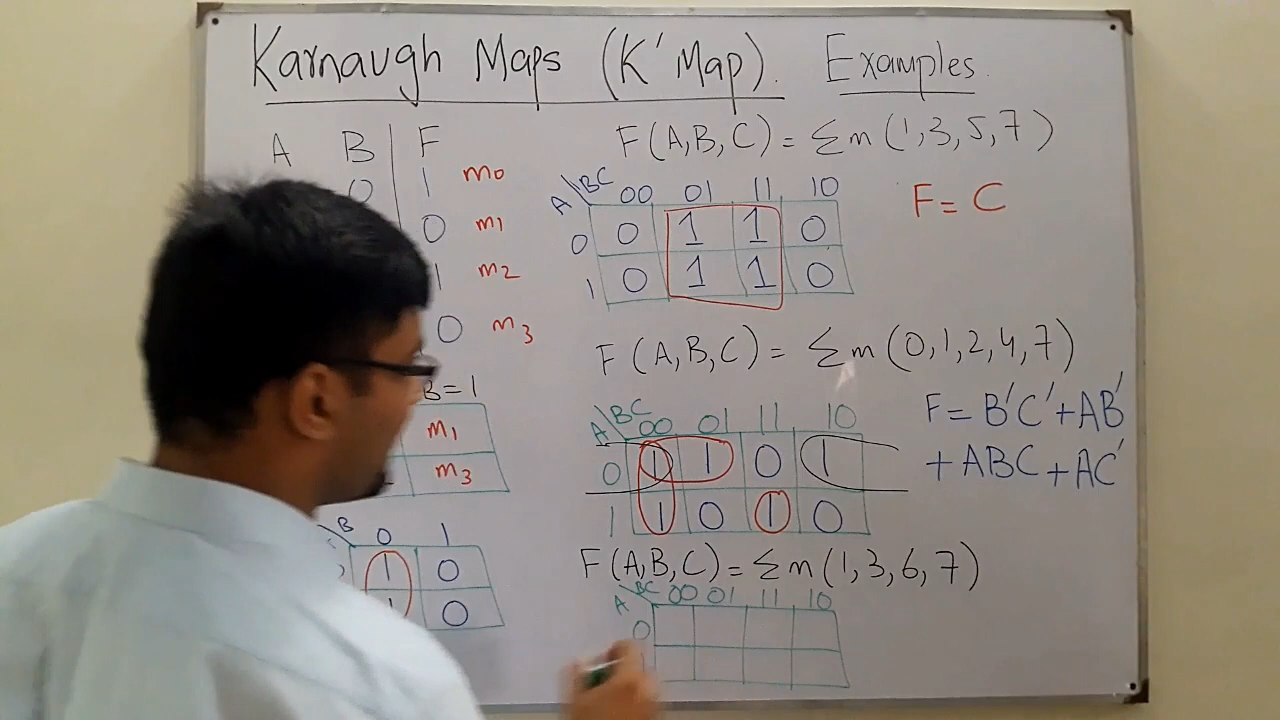 Karnaugh Maps (K' Map). Examples.
A B F
0 1 m0
0 m1
1 m2
0 m3
B=1
m1
m3
B 0 1
1 0
1 0
F(A,B,C) = Σm(1,3,5,7)
A BC 00 01 11 10
0 0 1 1 0
1 0 1 1 0
F = C
F(A,B,C) = Σm(0,1,2,4,7)
A BC 00 01 11 10
0 1 1 0 1
1 1 0 1 0
F = B'C' + AB'
+ ABC + AC'
F(A,B,C) = Σm(1,3,6,7)
A BC 00 01 11 10
0